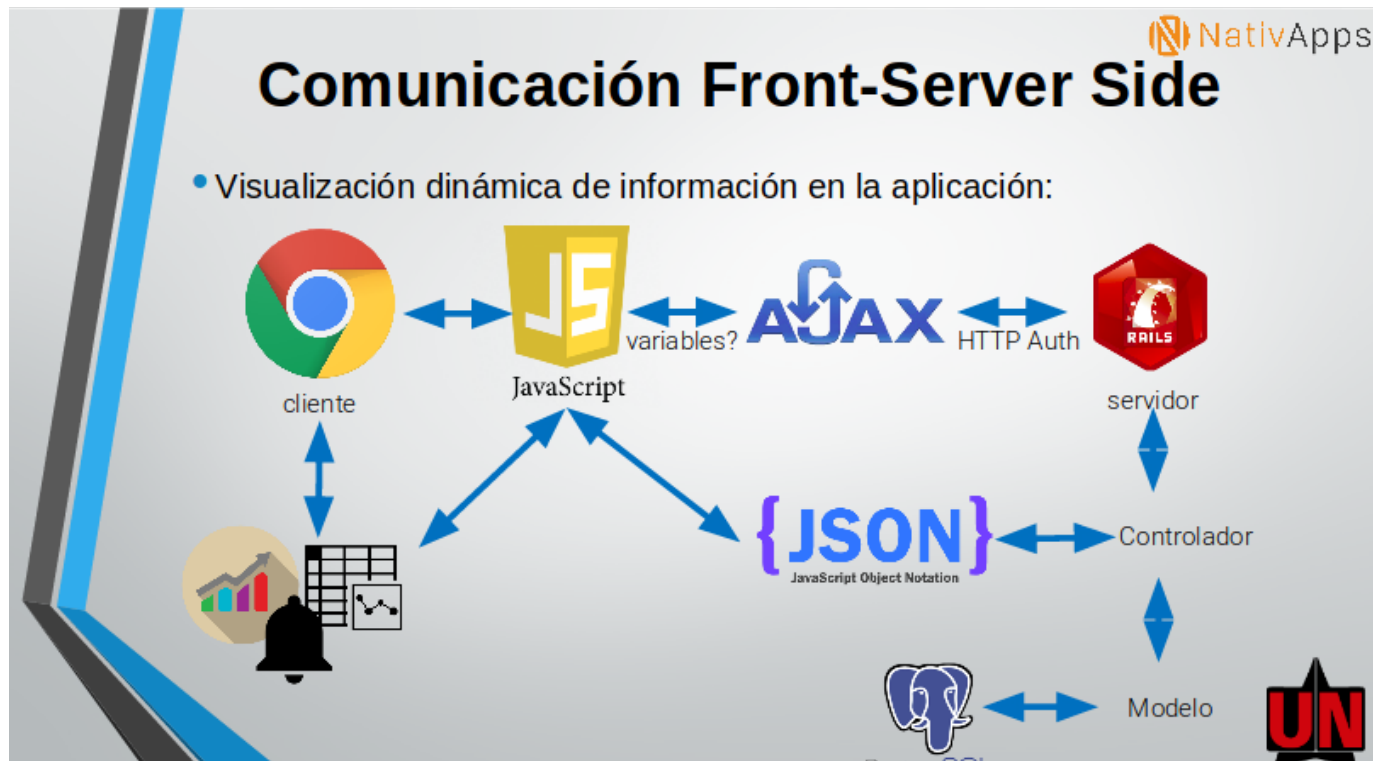 NativApps
Comunicación Front-Server Side
Visualización dinámica de información en la aplicación:
JS
variables?
AJAX
HTTP Auth
RAILS
cliente
JavaScript
servidor
{JSON}
JavaScript Object Notation
Controlador
Modelo
UN